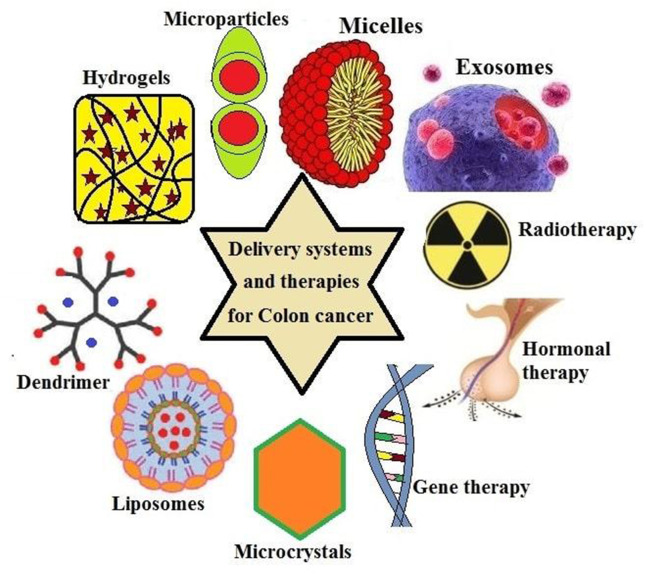 Microparticles
Micelles
Hydrogels
Exosomes
Radiotherapy
Delivery systems
and therapies
for Colon cancer
Hormonal
therapy
Dendrimer
Gene therapy
Liposomes
Microcrystals